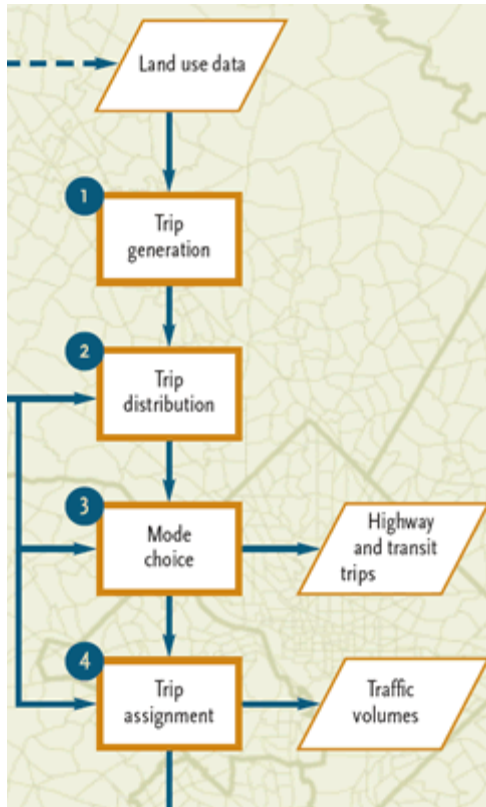 Land use data
1
Trip
generation
2
Trip
distribution
3
Mode
choice
Highway
and transit
trips
4
Trip
assignment
Traffic
volumes